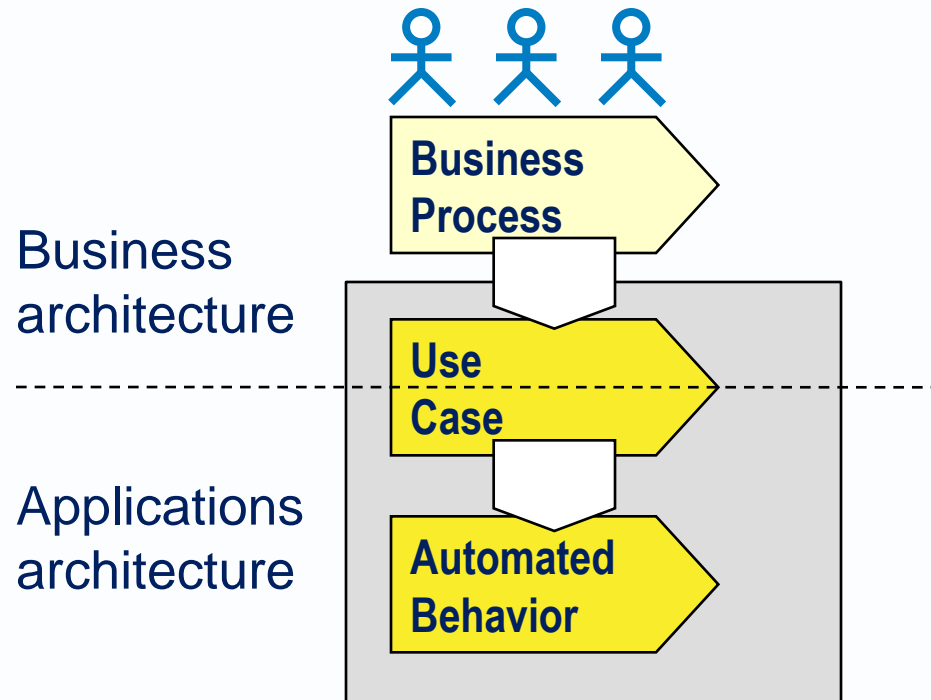 Business
Process
Business
architecture
Use
Case
Applications
architecture
Automated
Behavior